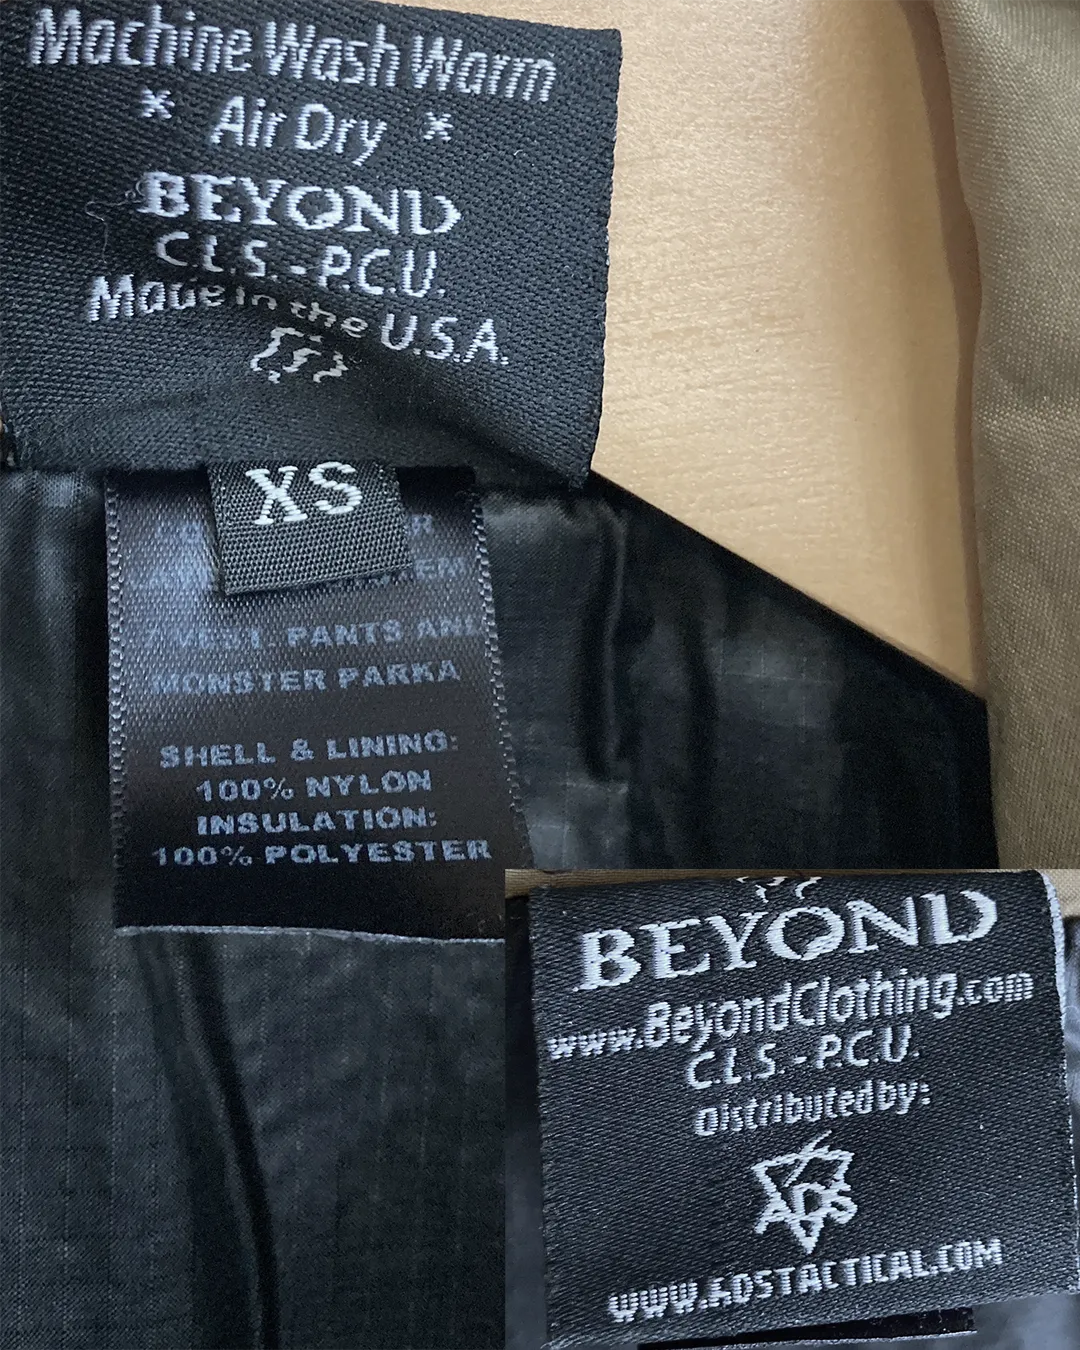 Machine Wash Warm
* Air Dry *
BEYOND
C.L.S. - P.C.U.
Made in the U.S.A.
XS
VEST, PANTS AND
MONSTER PARKA
SHELL & LINING:
100% NYLON
INSULATION:
100% POLYESTER
BEYOND
www.BeyondClothing.com
C.L.S. - P.C.U.
distributed by:
ADS
WWW.ADSTACTICAL.COM